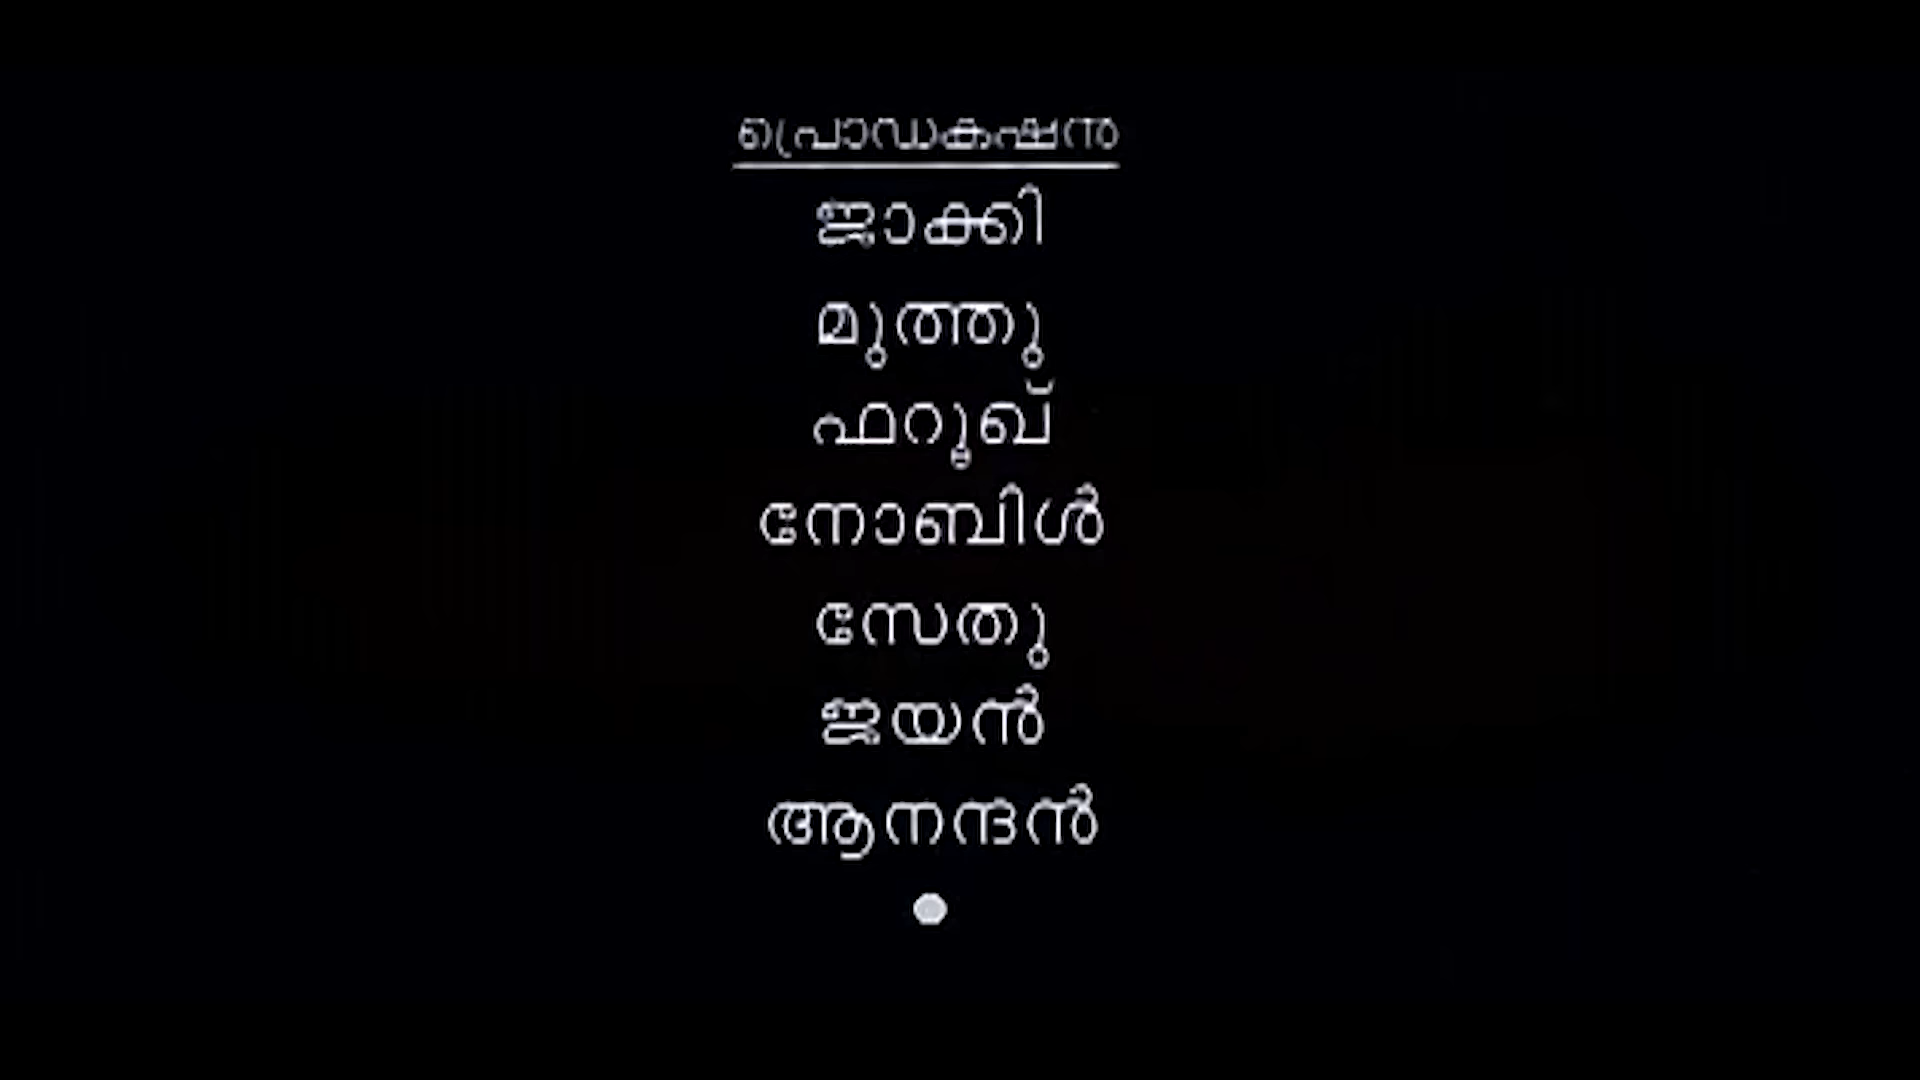 പ്രൊഡക്ഷൻ
ജാക്കി
മുത്തു
ഫറൂഖ്
നോബിൾ
സേതു
ജയൻ
ആനന്ദൻ